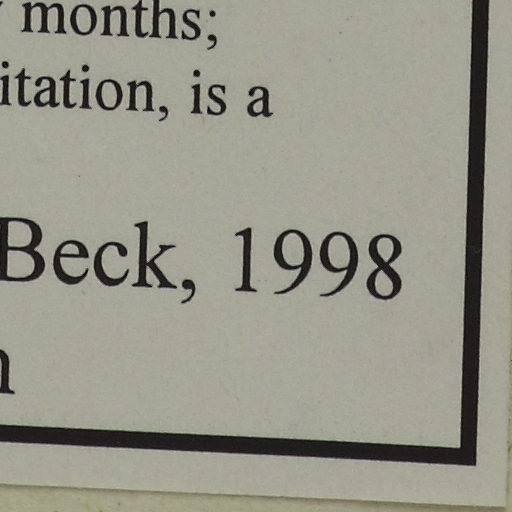 months;
itation, is a
Beck, 1998